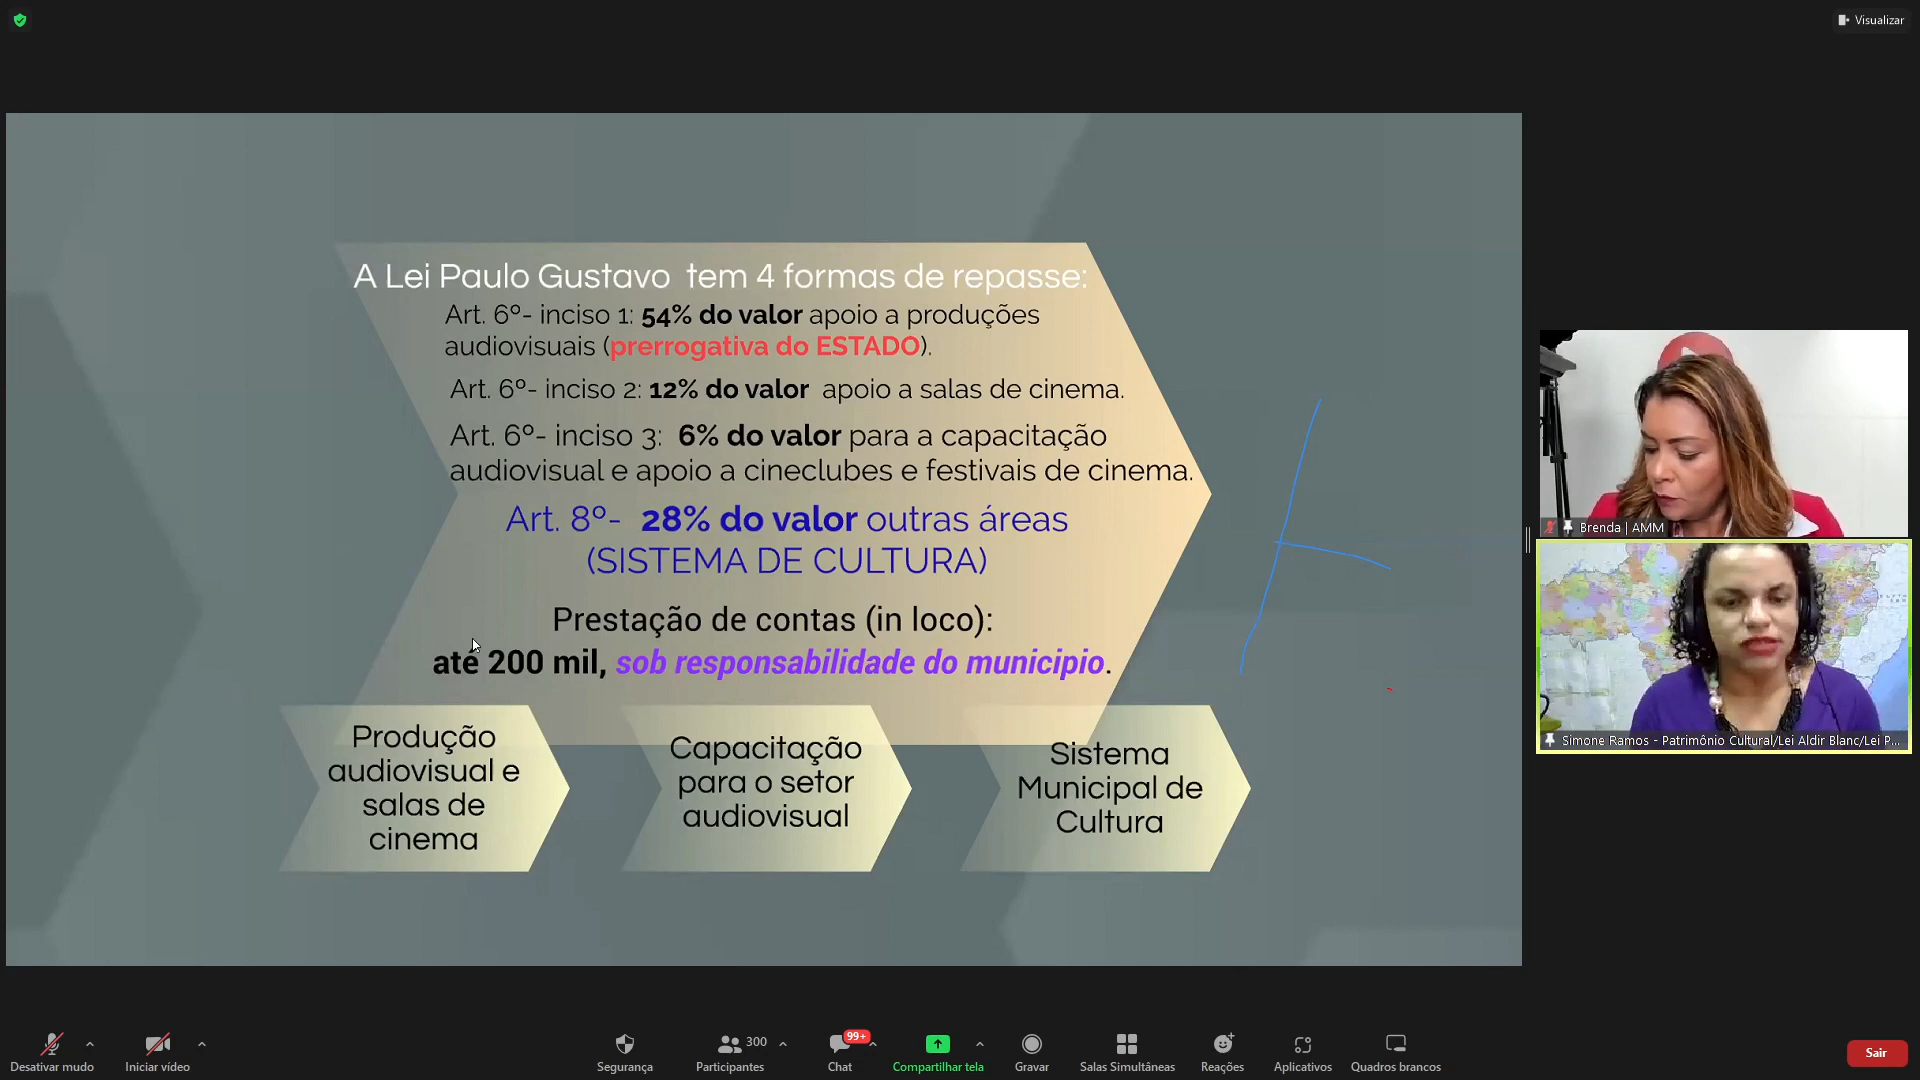 Visualizar
A Lei Paulo Gustavo tem 4 formas de repasse:
Art. 6º- inciso 1: 54% do valor apoio a produções
audiovisuais (prerrogativa do ESTADO).
Art. 6º- inciso 2: 12% do valor apoio a salas de cinema.
Art. 6º- inciso 3: 6% do valor para a capacitação
audiovisual e apoio a cineclubes e festivais de cinema.
Art. 8º- 28% do valor outras áreas
(SISTEMA DE CULTURA)
Prestação de contas (in loco):
até 200 mil, sob responsabilidade do municipio.
Produção
audiovisual e
salas de
cinema
Capacitação
para o setor
audiovisual
Sistema
Municipal de
Cultura
Brenda | AMM
Simone Ramos - Patrimônio Cultural/Lei Aldir Blanc/Lei P...
Desativar mudo
Iniciar vídeo
Segurança
300
Participantes
99+
Chat
Compartilhar tela
Gravar
Salas Simultâneas
Reações
Aplicativos
Quadros brancos
Sair